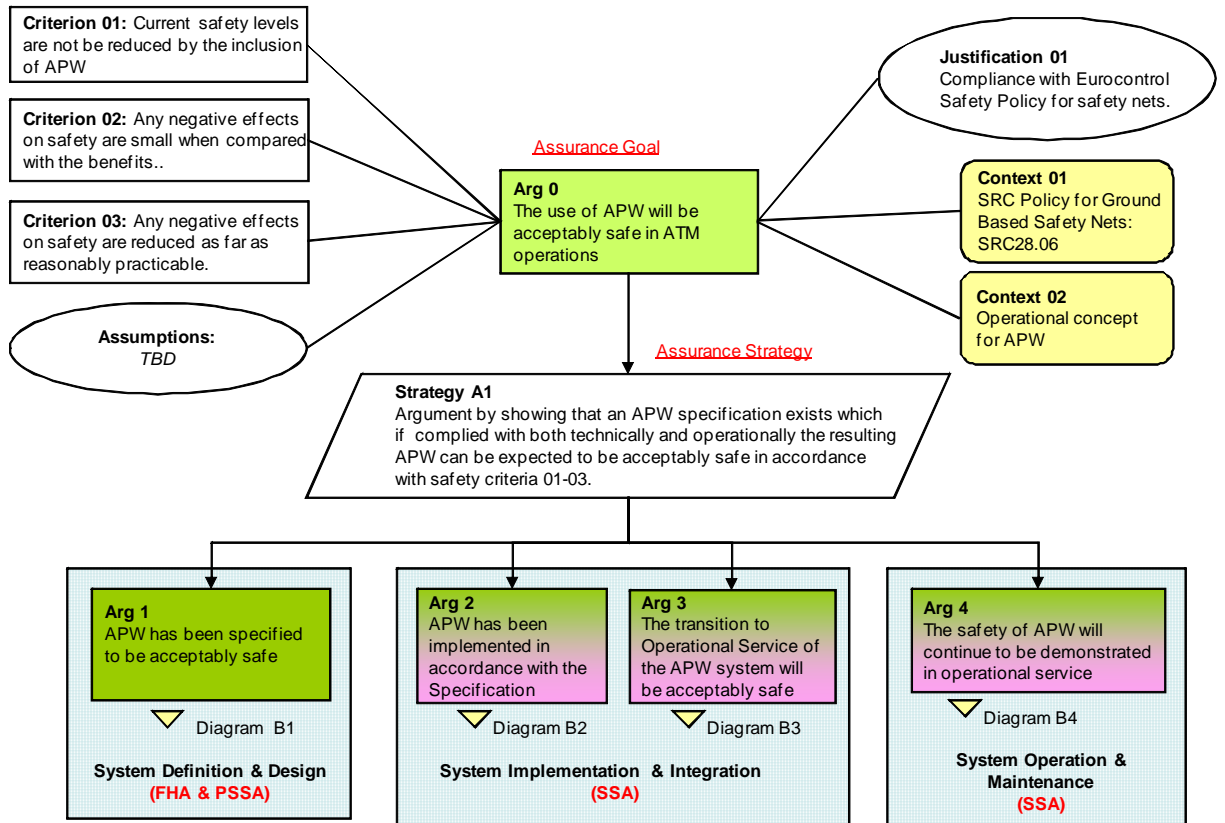 Criterion 01: Current safety levels
are not be reduced by the inclusion
of APW
Criterion 02: Any negative effects
on safety are small when compared
with the benefits..
Criterion 03: Any negative effects
on safety are reduced as far as
reasonably practicable.
Assumptions:
TBD
Assurance Goal
Arg 0
The use of APW will be
acceptably safe in ATM
operations
Justification 01
Compliance with Eurocontrol
Safety Policy for safety nets.
Context 01
SRC Policy for Ground
Based Safety Nets:
SRC28.06
Context 02
Operational concept
for APW
Assurance Strategy
Strategy A1
Argument by showing that an APW specification exists which
if complied with both technically and operationally the resulting
APW can be expected to be acceptably safe in accordance
with safety criteria 01-03.
Arg 1
APW has been specified
to be acceptably safe
Diagram B1
System Definition & Design
(FHA & PSSA)
Arg 2
APW has been
implemented in
accordance with the
Specification
Diagram B2
Arg 3
The transition to
Operational Service of
the APW system will
be acceptably safe
Diagram B3
System Implementation & Integration
(SSA)
Arg 4
The safety of APW will
continue to be demonstrated
in operational service
Diagram B4
System Operation &
Maintenance
(SSA)